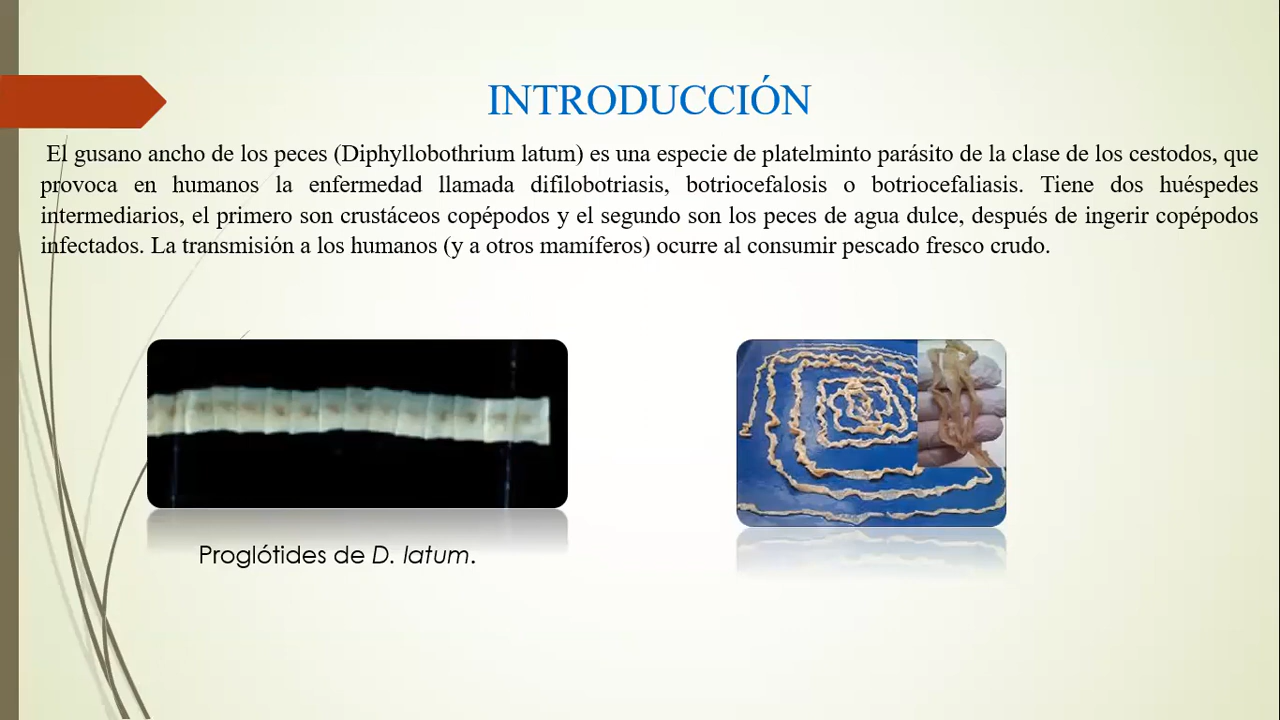 INTRODUCCIÓN
El gusano ancho de los peces (Diphyllobothrium latum) es una especie de platelminto parásito de la clase de los cestodos, que
provoca en humanos la enfermedad llamada difilobotriasis, botriocefalosis o botriocefaliasis. Tiene dos huéspedes
intermediarios, el primero son crustáceos copépodos y el segundo son los peces de agua dulce, después de ingerir copépodos
infectados. La transmisión a los humanos (y a otros mamíferos) ocurre al consumir pescado fresco crudo.
Proglótides de D. latum.